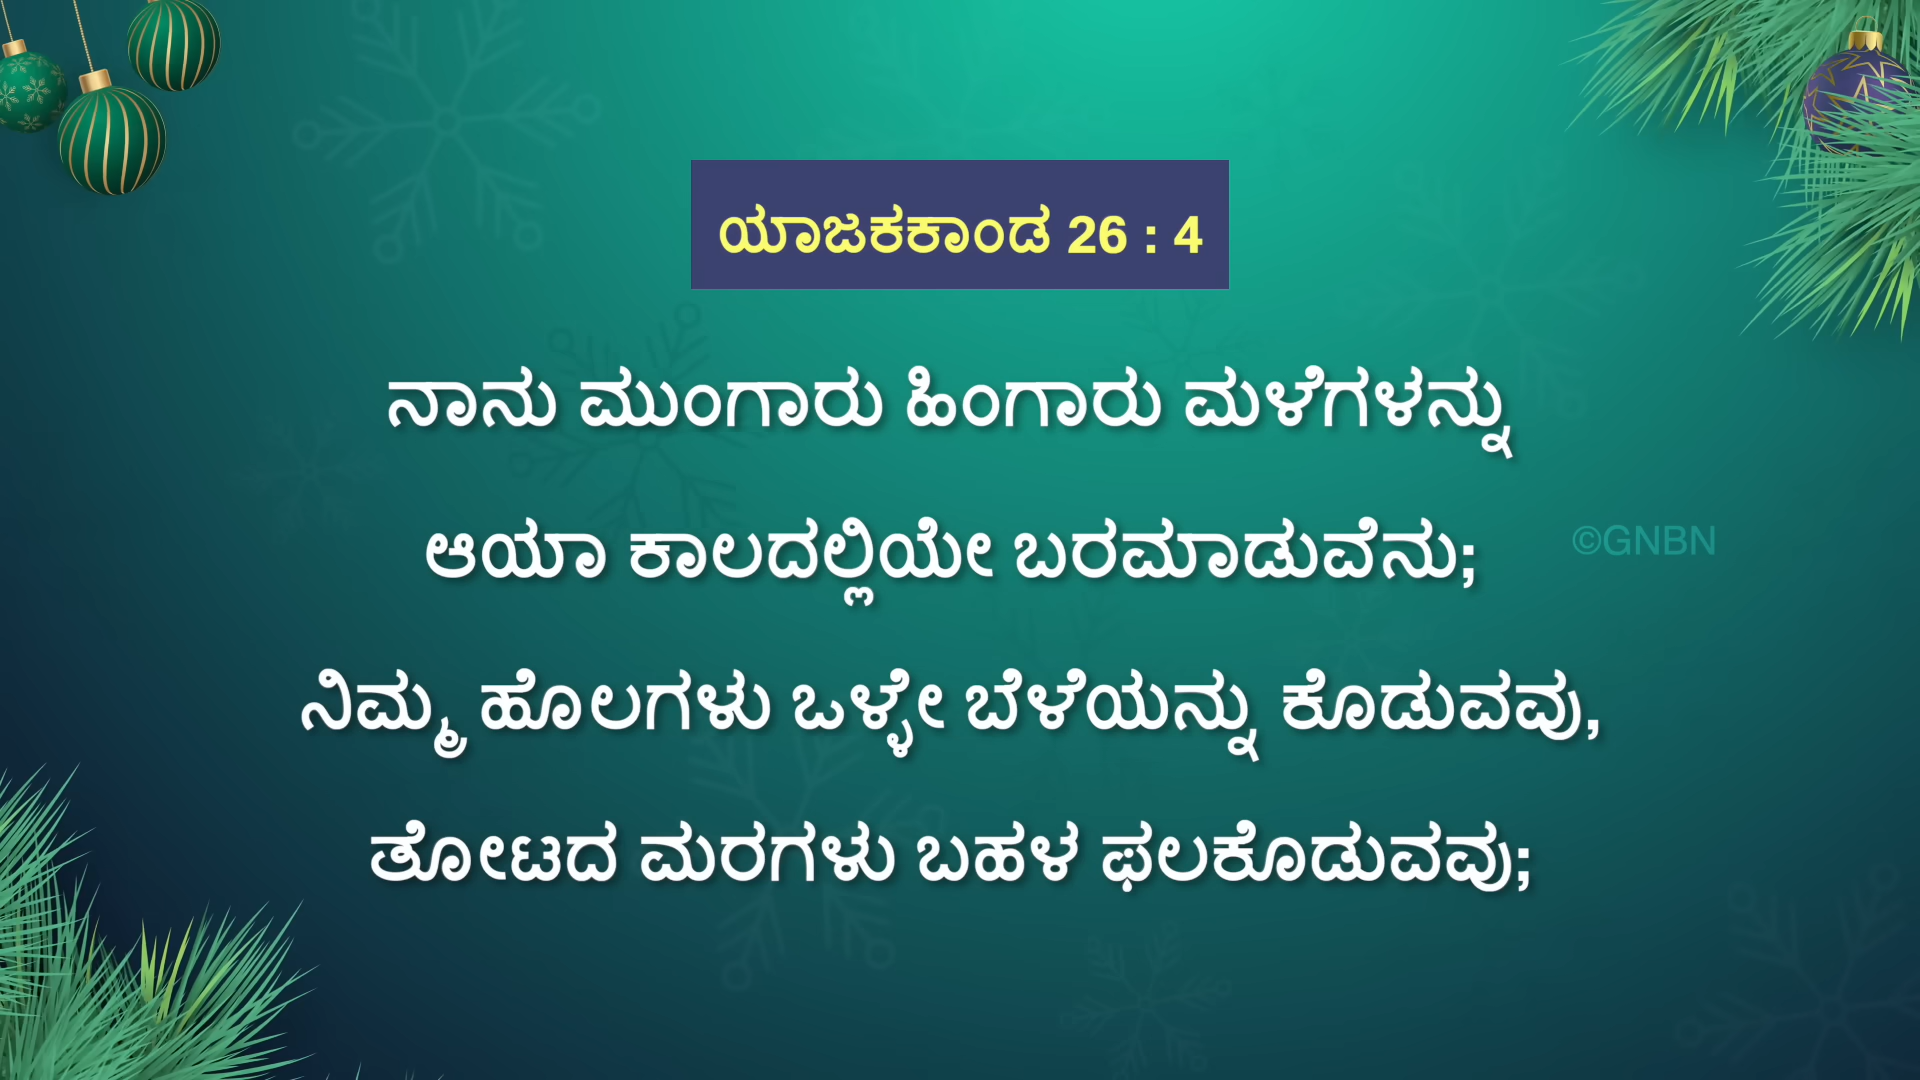 ಯಾಜಕಕಾಂಡ 26 : 4
ನಾನು ಮುಂಗಾರು ಹಿಂಗಾರು ಮಳೆಗಳನ್ನು
ಆಯಾ ಕಾಲದಲ್ಲಿಯೇ ಬರಮಾಡುವೆನು;
©GNBN
ನಿಮ್ಮ ಹೊಲಗಳು ಒಳ್ಳೇ ಬೆಳೆಯನ್ನು ಕೊಡುವವು,
ತೋಟದ ಮರಗಳು ಬಹಳ ಫಲಕೊಡುವವು;